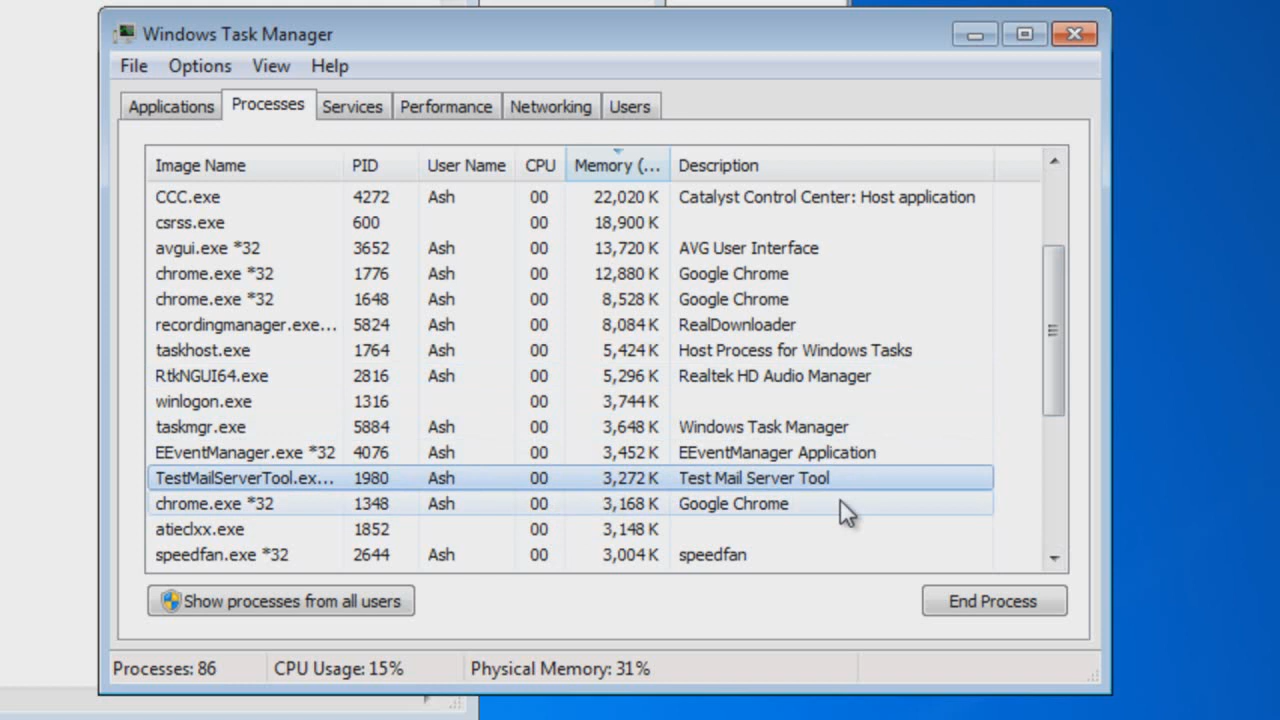 Windows Task Manager
File Options View Help
Applications Processes Services Performance Networking Users
Image Name PID User Name CPU Memory (... Description
CCC.exe 4272 Ash 00 22,020 K Catalyst Control Center: Host application
csrss.exe 600 00 18,900 K
avgui.exe *32 3652 Ash 00 13,720 K AVG User Interface
chrome.exe *32 1776 Ash 00 12,880 K Google Chrome
chrome.exe *32 1648 Ash 00 8,528 K Google Chrome
recordingmanager.exe... 5824 Ash 00 8,084 K RealDownloader
taskhost.exe 1764 Ash 00 5,424 K Host Process for Windows Tasks
RtkNGUI64.exe 2816 Ash 00 5,296 K Realtek HD Audio Manager
winlogon.exe 1316 00 3,744 K
taskmgr.exe 5884 Ash 00 3,648 K Windows Task Manager
EEventManager.exe *32 4076 Ash 00 3,452 K EEventManager Application
TestMailServerTool.ex... 1980 Ash 00 3,272 K Test Mail Server Tool
chrome.exe *32 1348 Ash 00 3,168 K Google Chrome
atieclxx.exe 1852 00 3,148 K
speedfan.exe *32 2644 Ash 00 3,004 K speedfan
Show processes from all users End Process
Processes: 86 CPU Usage: 15% Physical Memory: 31%